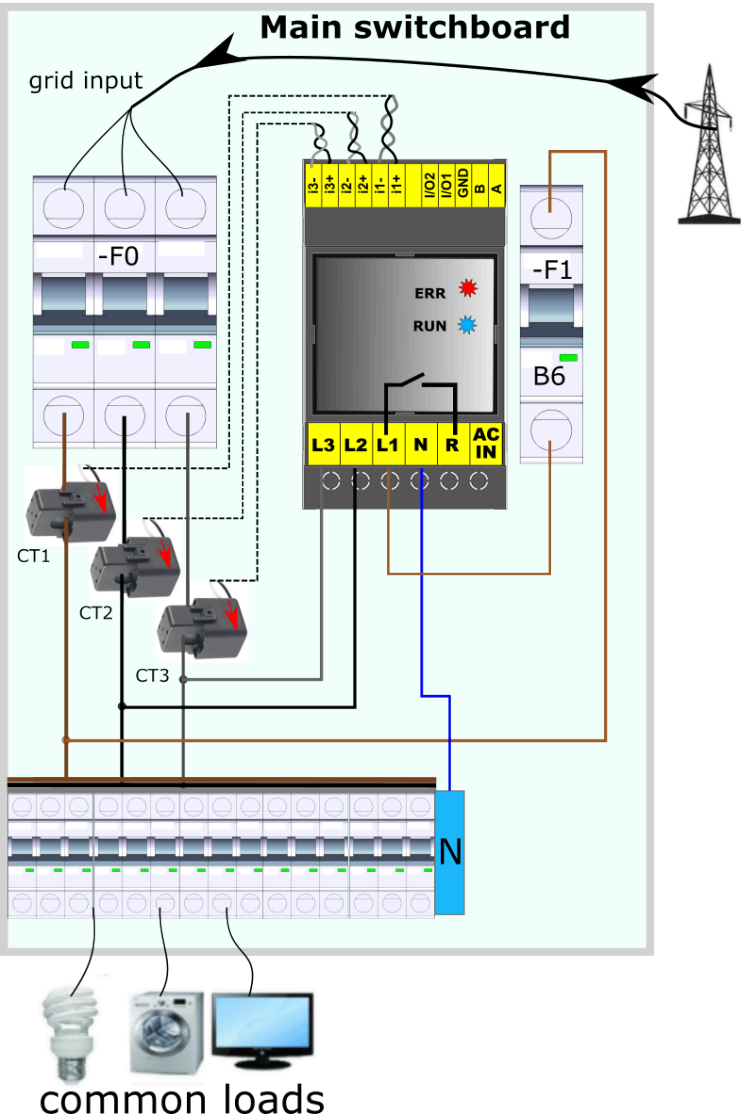 Main switchboard
grid input
i3-
i3+
i2-
i2+
i1-
i1+
I/O2
I/O1
GND
B
A
-F0
-F1
ERR
RUN
B6
L3
L2
L1
N
R
AC
IN
CT1
CT2
CT3
N
common loads